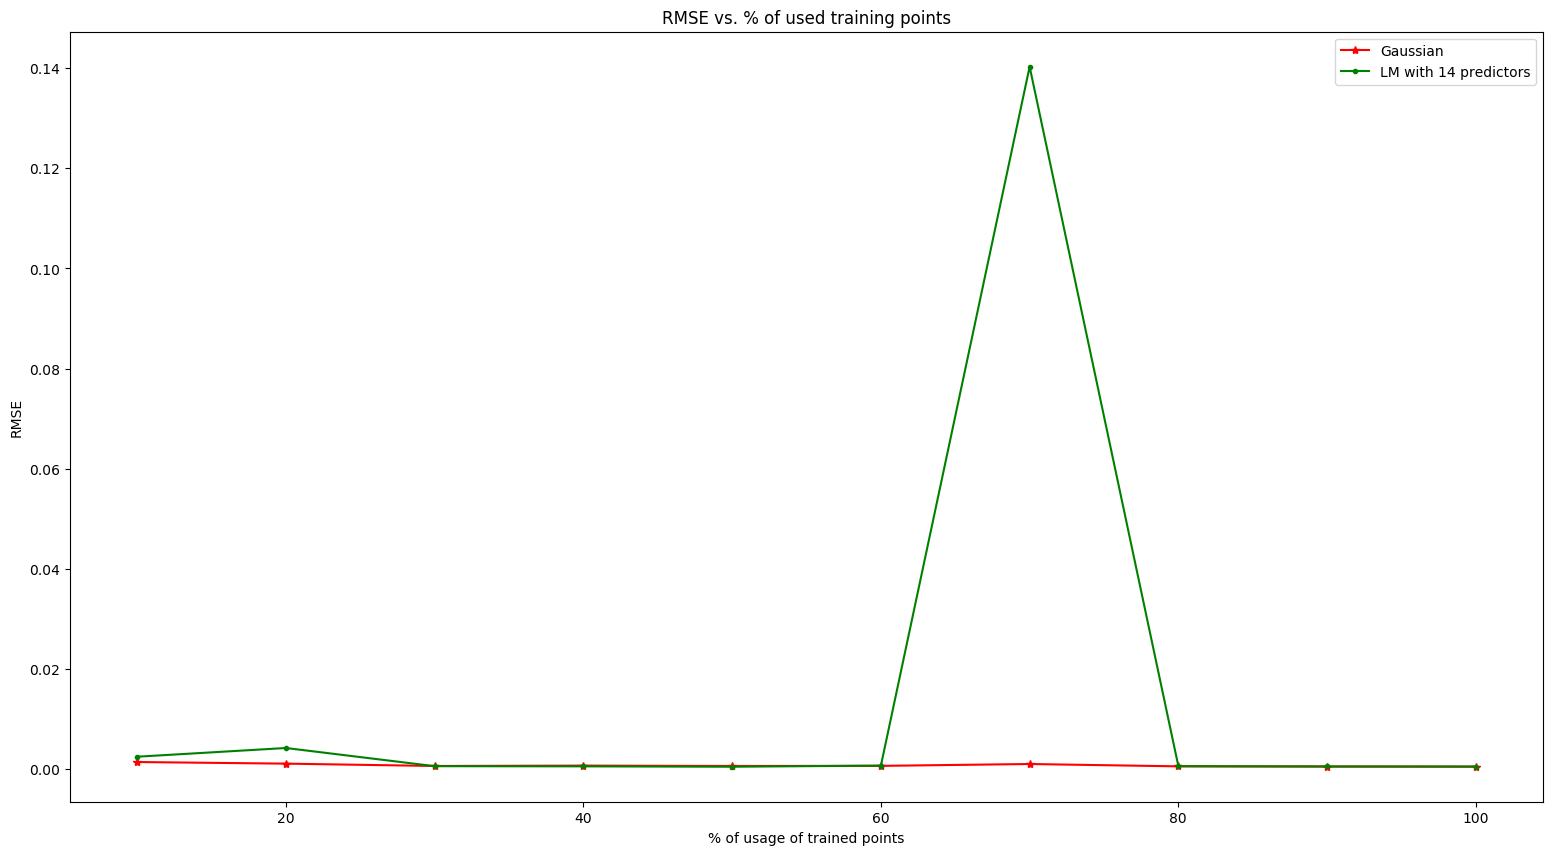 RMSE vs. % of used training points
Gaussian
LM with 14 predictors
RMSE
0.14
0.12
0.10
0.08
0.06
0.04
0.02
0.00
20 40 60 80 100
% of usage of trained points